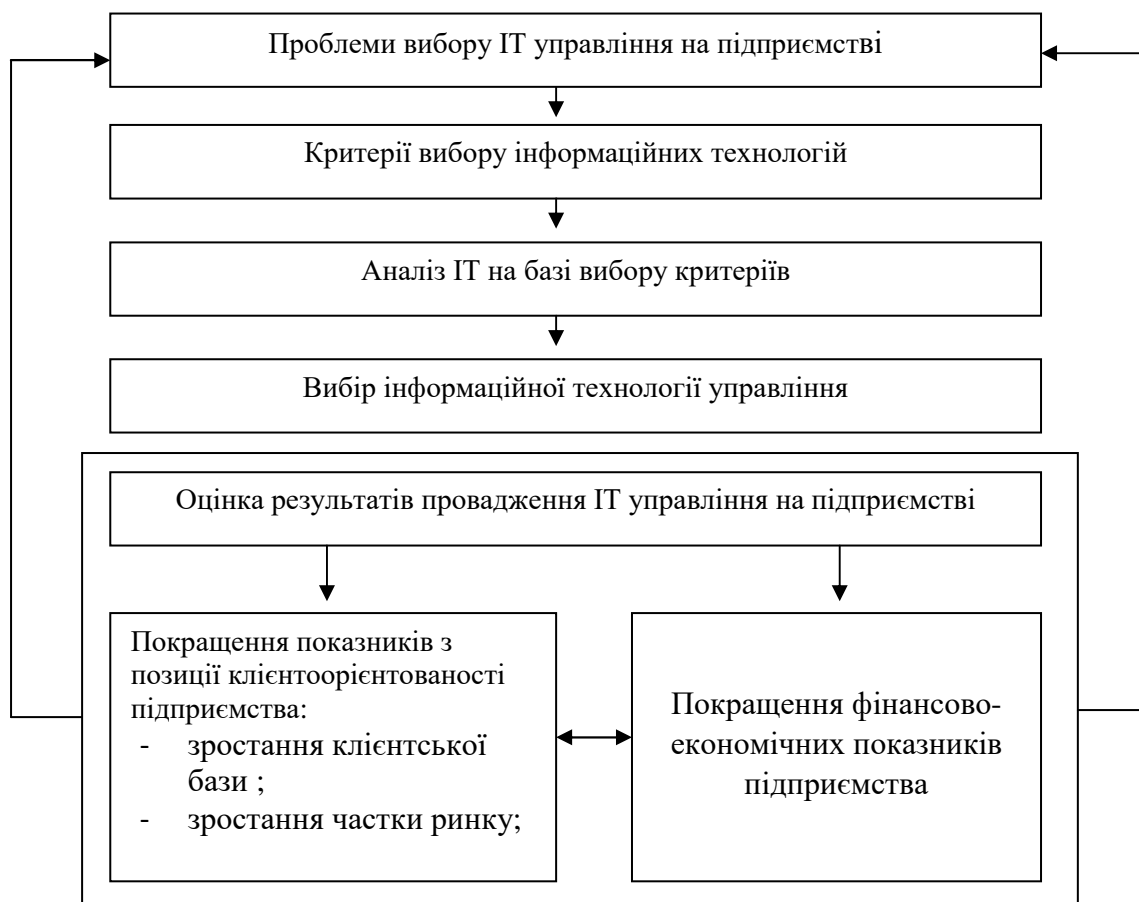 Проблеми вибору ІТ управління на підприємстві
Критерії вибору інформаційних технологій
Аналіз ІТ на базі вибору критеріїв
Вибір інформаційної технології управління
Оцінка результатів провадження ІТ управління на підприємстві
Покращення показників з
позиції клієнтоорієнтованості
підприємства:
- зростання клієнтської
бази ;
- зростання частки ринку;
Покращення фінансово-
економічних показників
підприємства